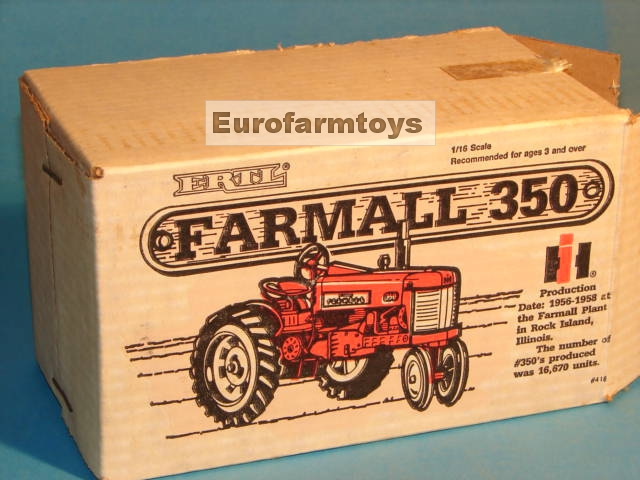 Eurofarmtoys
1/16 Scale
Recommended for ages 3 and over
ERTL®
FARMALL 350
IH®
Production
Date: 1956-1958 at
the Farmall Plant
in Rock Island,
Illinois.
The number of
#350's produced
was 16,670 units.
#418